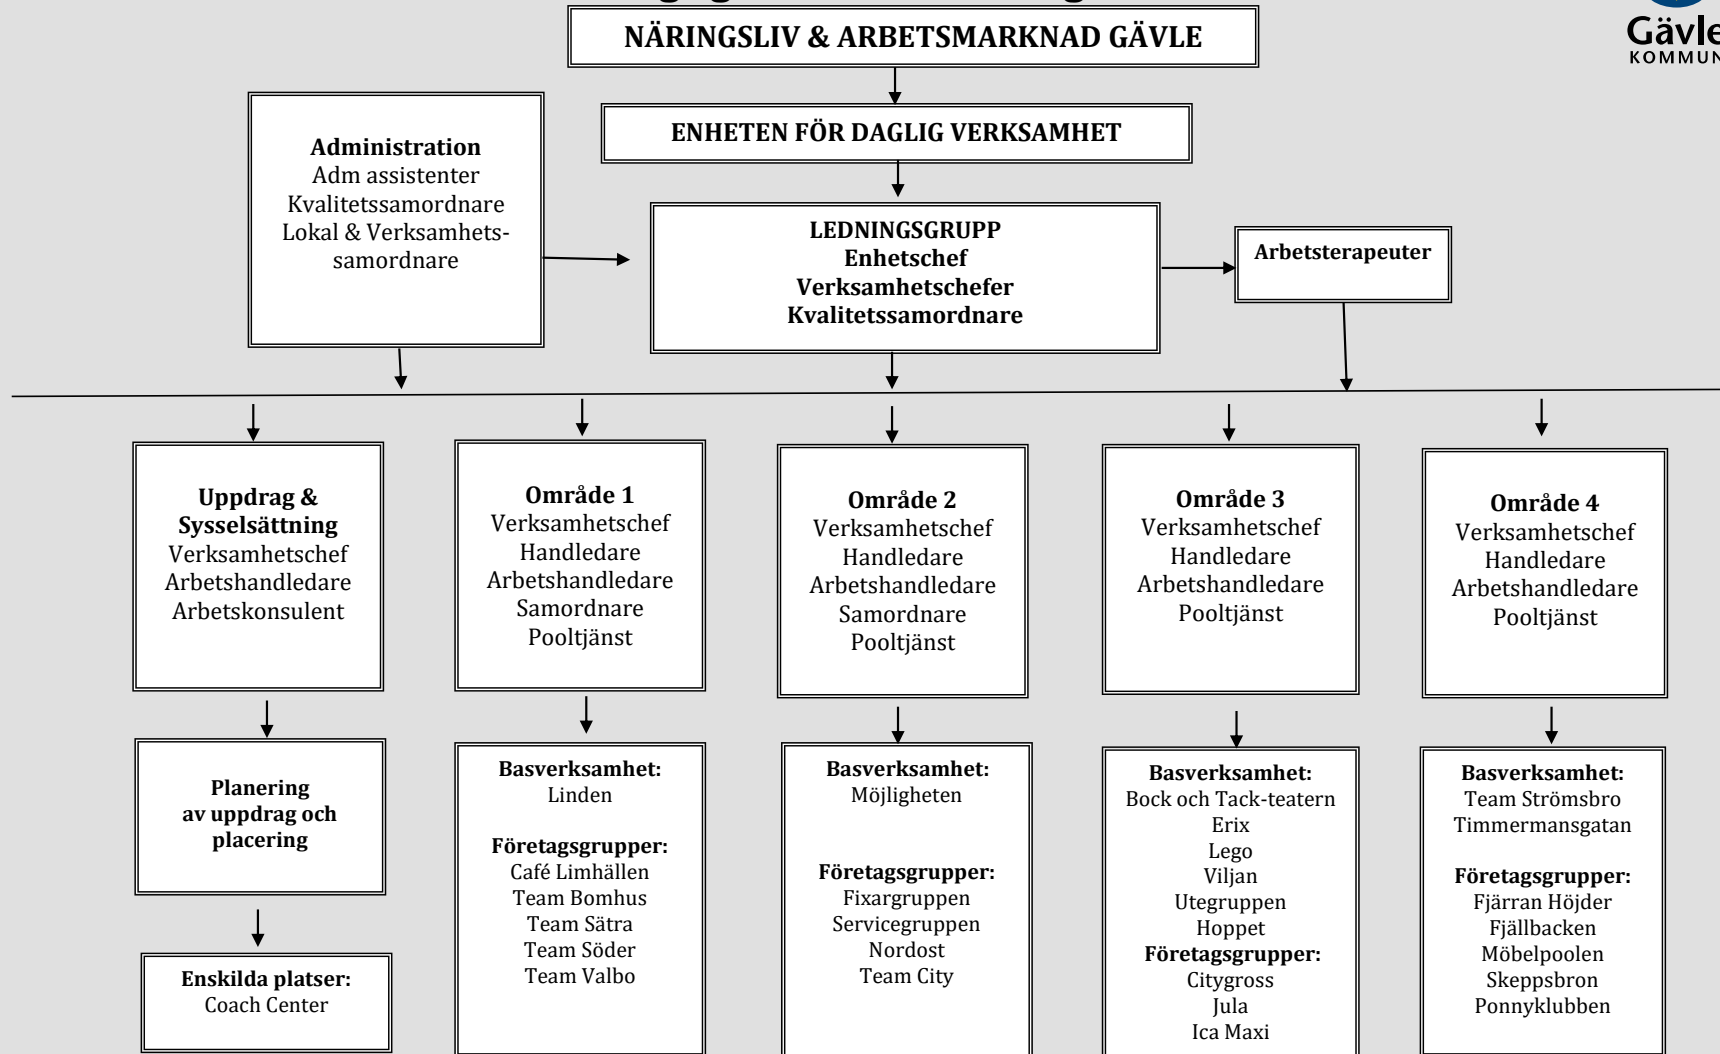 NÄRINGSLIV & ARBETSMARKNAD GÄVLE
Gävle
KOMMUN
ENHETEN FÖR DAGLIG VERKSAMHET
Administration
Adm assistenter
Kvalitetssamordnare
Lokal & Verksamhets-
samordnare
LEDNINGSGRUPP
Enhetschef
Verksamhetschefer
Kvalitetssamordnare
Arbetsterapeuter
Uppdrag &
Sysselsättning
Verksamhetschef
Arbetshandledare
Arbetskonsulent
Område 1
Verksamhetschef
Handledare
Arbetshandledare
Samordnare
Pooltjänst
Område 2
Verksamhetschef
Handledare
Arbetshandledare
Samordnare
Pooltjänst
Område 3
Verksamhetschef
Handledare
Arbetshandledare
Pooltjänst
Område 4
Verksamhetschef
Handledare
Arbetshandledare
Pooltjänst
Planering
av uppdrag och
placering
Enskilda platser:
Coach Center
Basverksamhet:
Linden
Företagsgrupper:
Café Limhällen
Team Bomhus
Team Sätra
Team Söder
Team Valbo
Basverksamhet:
Möjligheten
Företagsgrupper:
Fixargruppen
Servicegruppen
Nordost
Team City
Basverksamhet:
Bock och Tack-teatern
Erix
Lego
Viljan
Utegruppen
Hoppet
Företagsgrupper:
Citygross
Jula
Ica Maxi
Basverksamhet:
Team Strömsbro
Timmermansgatan
Företagsgrupper:
Fjärran Höjder
Fjällbacken
Möbelpoolen
Skeppsbron
Ponnyklubben